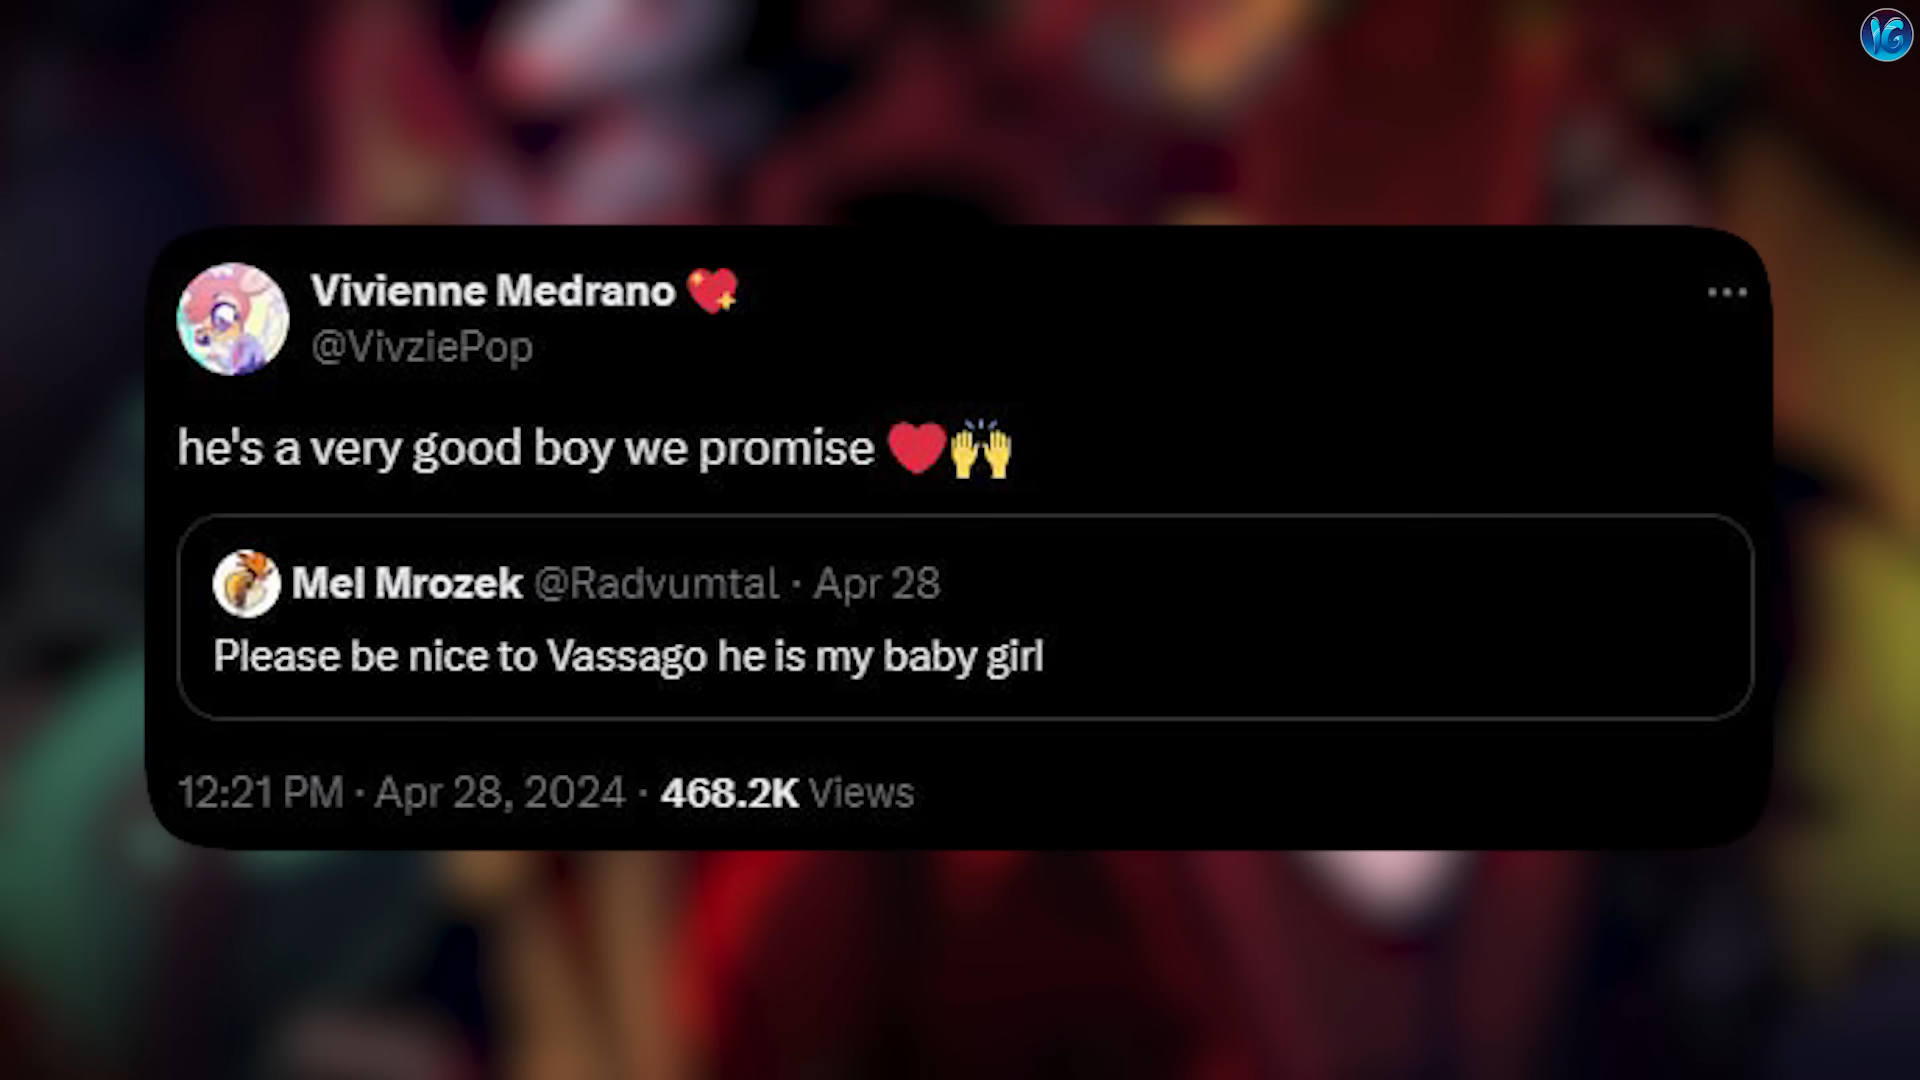 VG
Vivienne Medrano 💖
@VivziePop
he's a very good boy we promise ❤️🙌
Mel Mrozek @Radvumtal · Apr 28
Please be nice to Vassago he is my baby girl
12:21 PM · Apr 28, 2024 · 468.2K Views